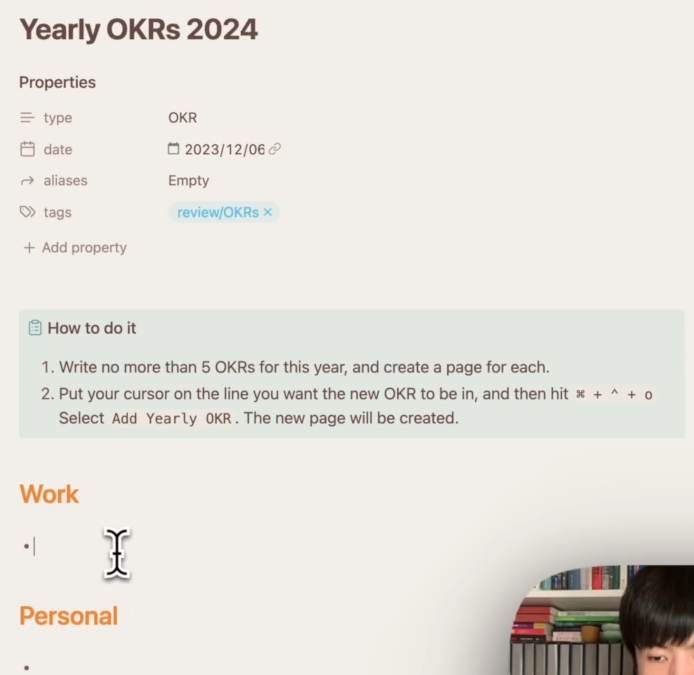 Yearly OKRs 2024
Properties
type OKR
date 2023/12/06
aliases Empty
tags review/OKRs ×
+ Add property
How to do it
1. Write no more than 5 OKRs for this year, and create a page for each.
2. Put your cursor on the line you want the new OKR to be in, and then hit ⌘ + ^ + o
Select Add Yearly OKR. The new page will be created.
Work
•
Personal
•